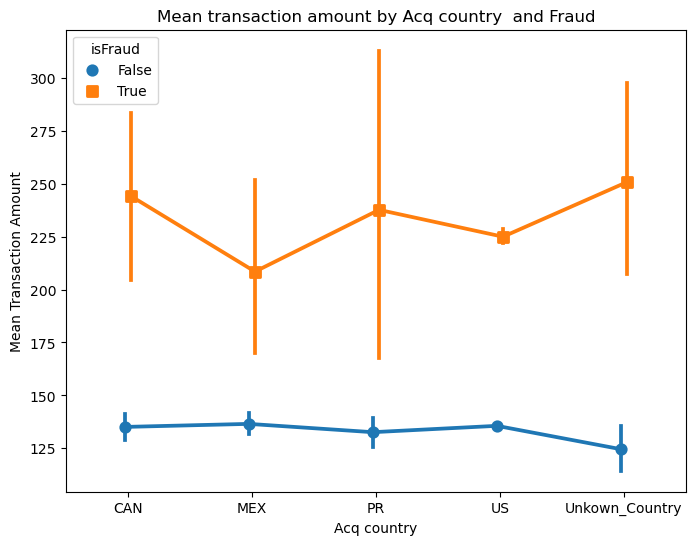 Mean transaction amount by Acq country  and Fraud
isFraud
False
True
300
275
250
225
200
175
150
125
Mean Transaction Amount
CAN
MEX
PR
US
Unkown_Country
Acq country